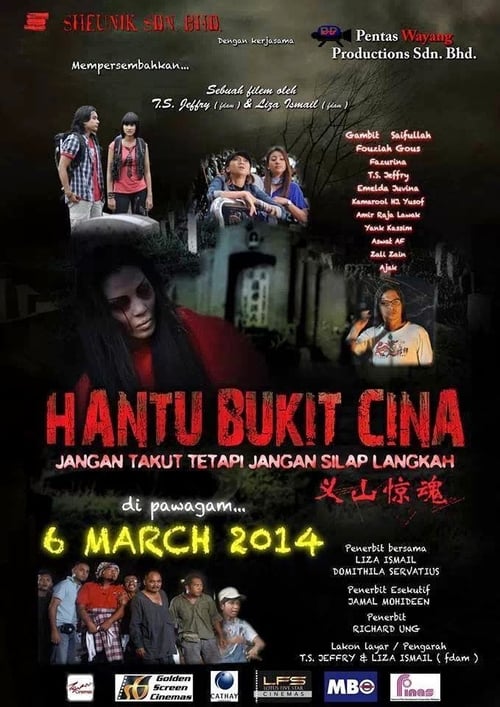 SHEUNIK SDN. BHD.
Dengan kerjasama
Pentas Wayang
Productions Sdn. Bhd.
Mempersembahkan...
Sebuah filem oleh
T.S. Jeffry ( fdam ) & Liza Ismail ( fdam )
Gambit Saifullah
Fouziah Gous
Fazurina
T.S. Jeffry
Emelda Juvina
Kamarool Hj Yusof
Amir Raja Lawak
Yank Kassim
Aswat AF
Zali Zain
Ajak
HANTU BUKIT CINA
JANGAN TAKUT TETAPI JANGAN SILAP LANGKAH
义山惊魂
di pawagam...
6 MARCH 2014
Penerbit bersama
LIZA ISMAIL
DOMITHILA SERVATIUS
Penerbit Esekutif
JAMAL MOHIDEEN
Penerbit
RICHARD UNG
Lakon layar / Pengarah
T.S. JEFFRY & LIZA ISMAIL ( fdam )
Golden
Screen
Cinemas
CATHAY
LFS
LOTUS FIVE STAR
CINEMAS
MBO
Finas